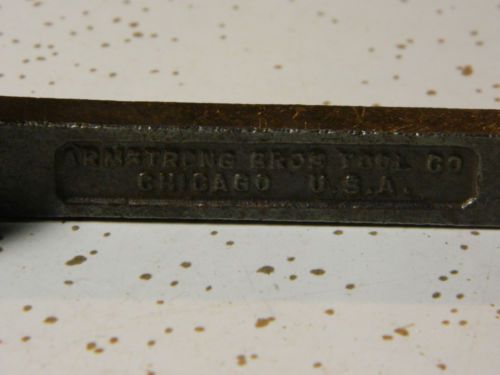 ARMSTRONG BROS TOOL CO
CHICAGO U.S.A.